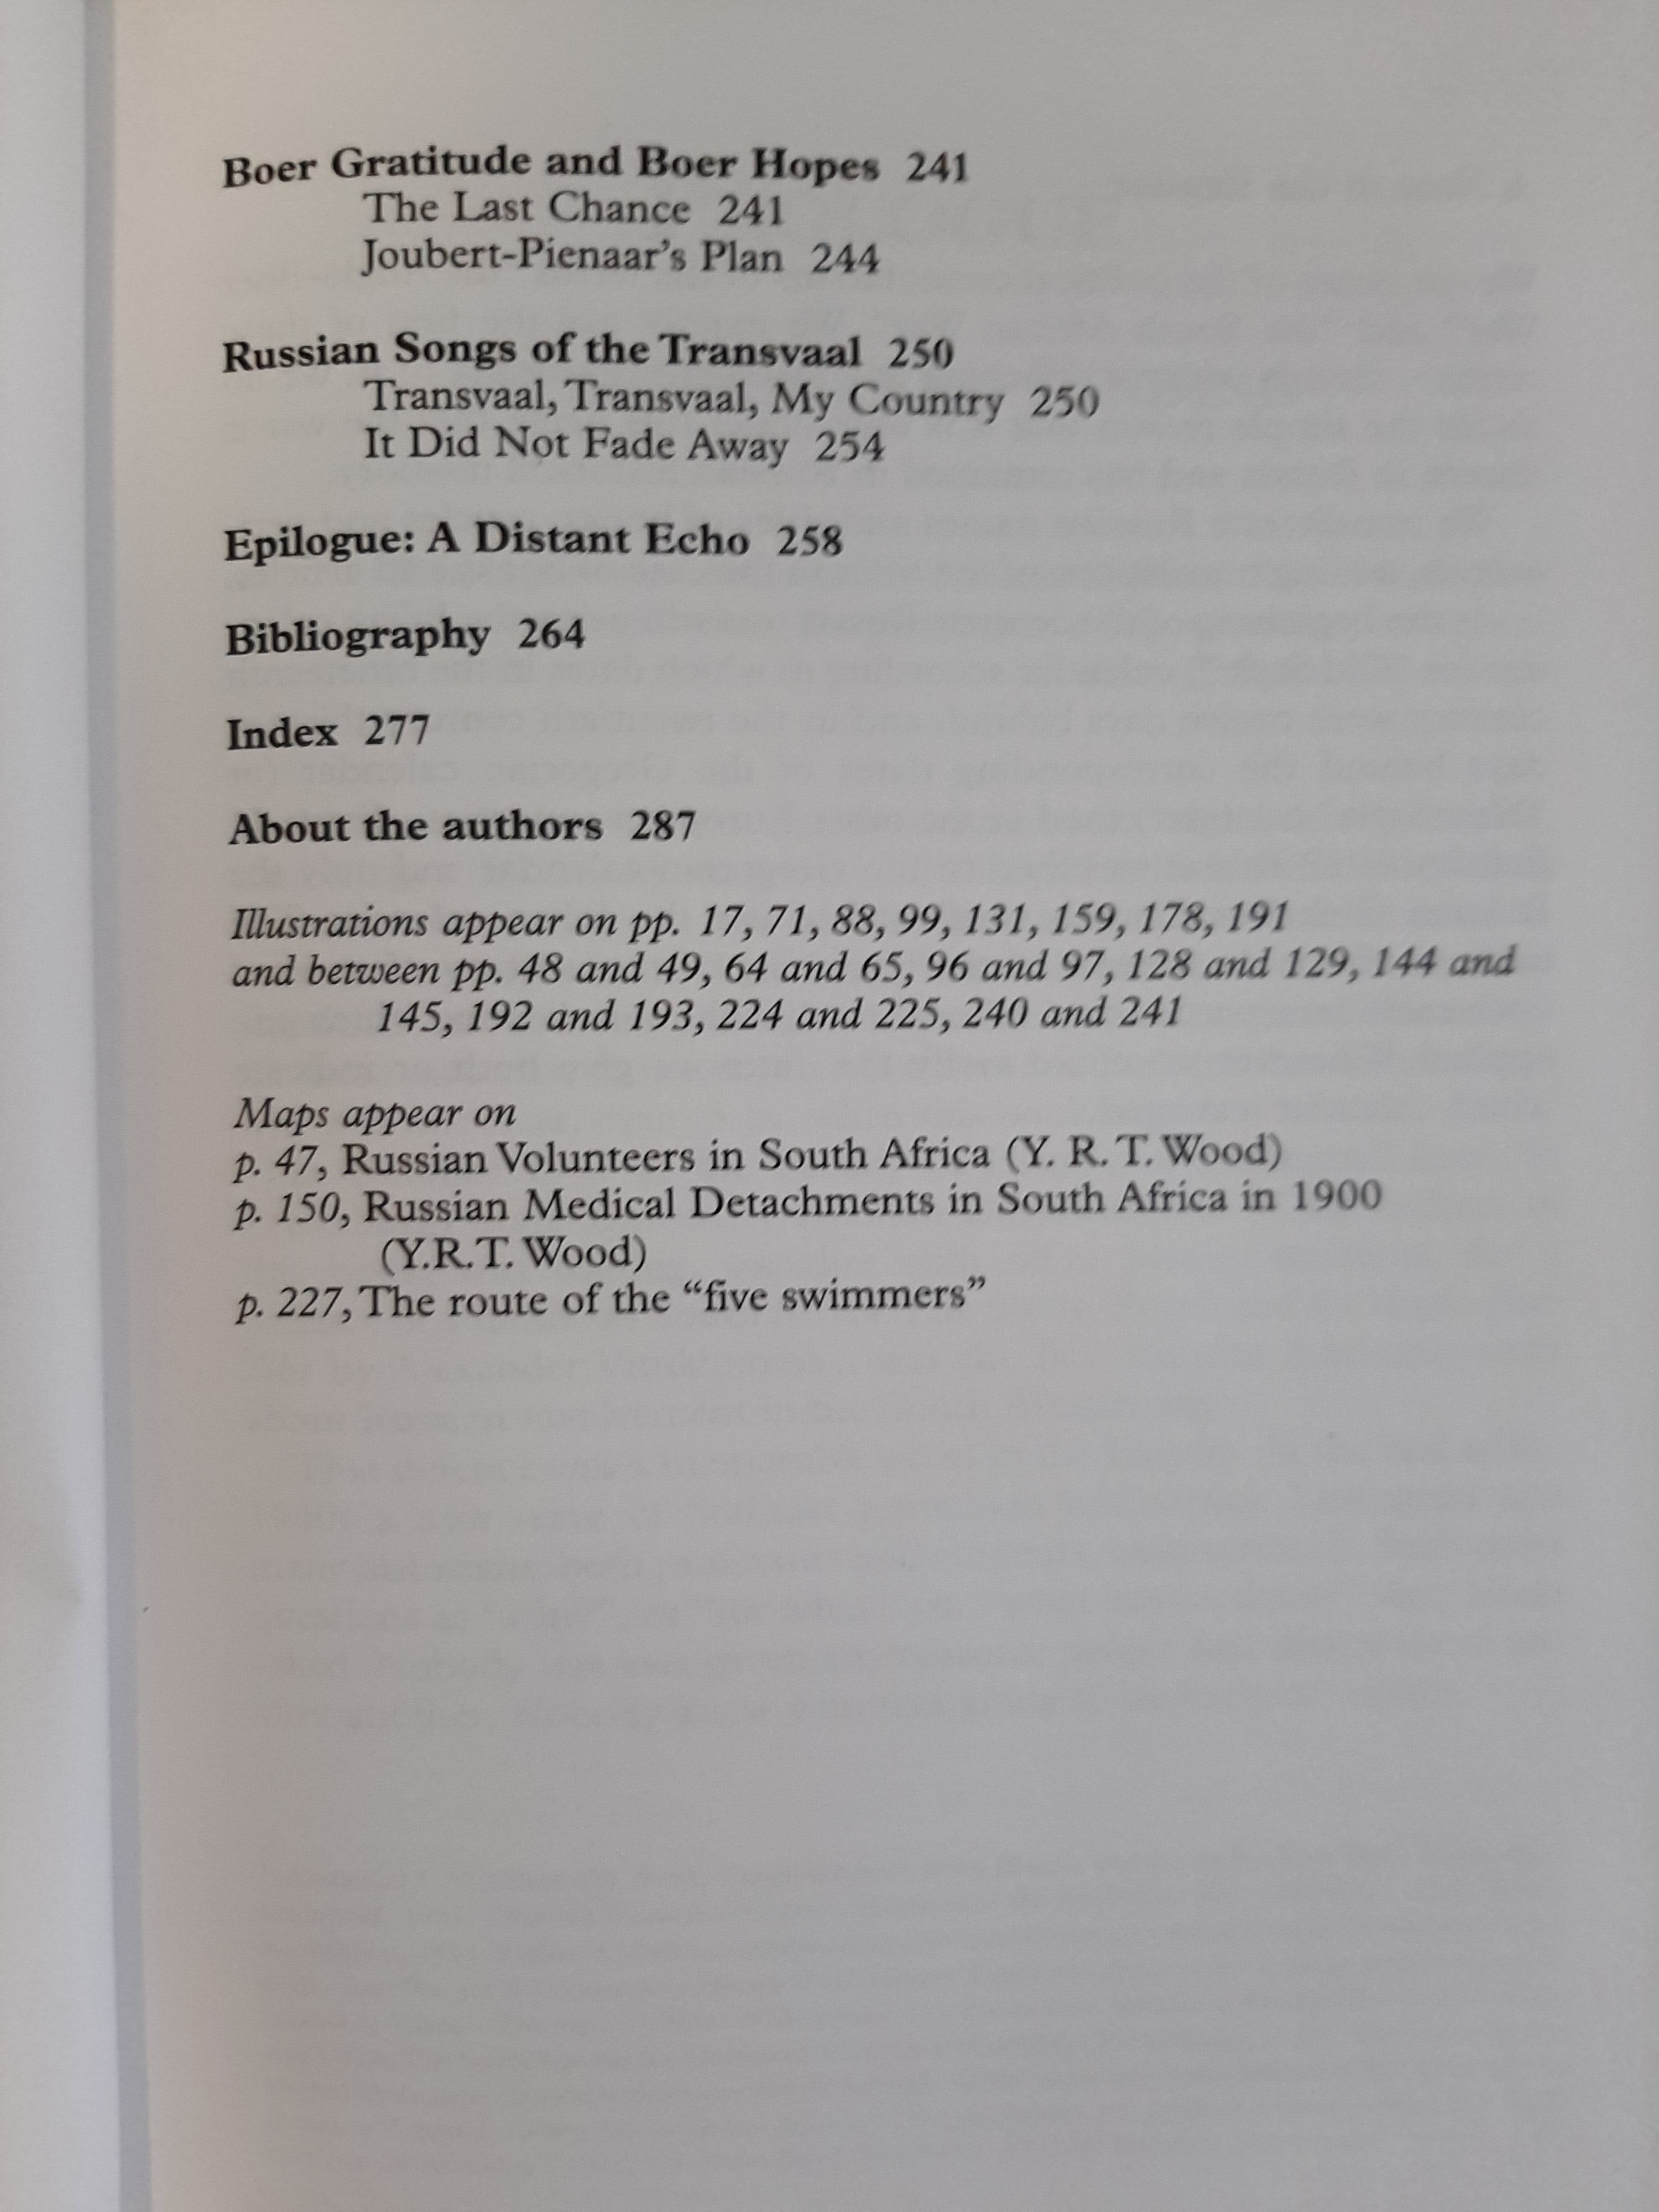 Boer Gratitude and Boer Hopes 241
The Last Chance 241
Joubert-Pienaar's Plan 244
Russian Songs of the Transvaal 250
Transvaal, Transvaal, My Country 250
It Did Not Fade Away 254
Epilogue: A Distant Echo 258
Bibliography 264
Index 277
About the authors 287
Illustrations appear on pp. 17, 71, 88, 99, 131, 159, 178, 191
and between pp. 48 and 49, 64 and 65, 96 and 97, 128 and 129, 144 and
145, 192 and 193, 224 and 225, 240 and 241
Maps appear on
p. 47, Russian Volunteers in South Africa (Y. R. T. Wood)
p. 150, Russian Medical Detachments in South Africa in 1900
(Y.R.T. Wood)
p. 227, The route of the “five swimmers”